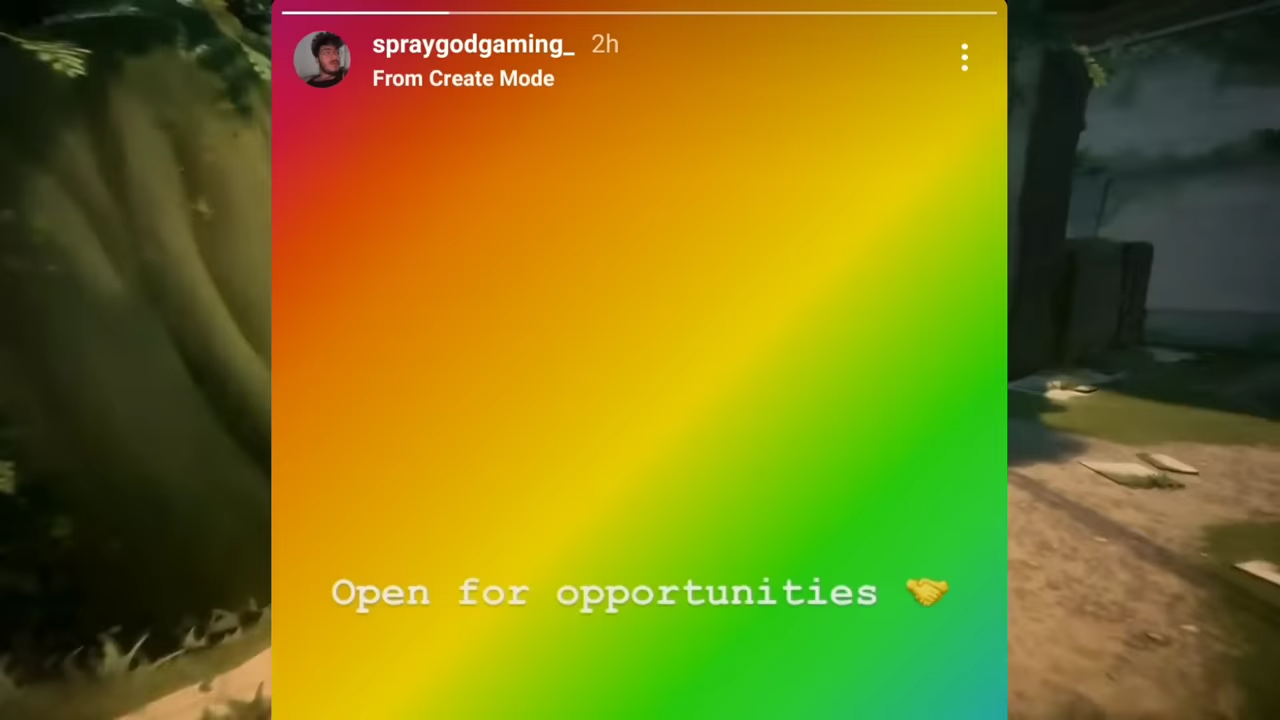 spraygodgaming_ 2h
From Create Mode
Open for opportunities 🤝